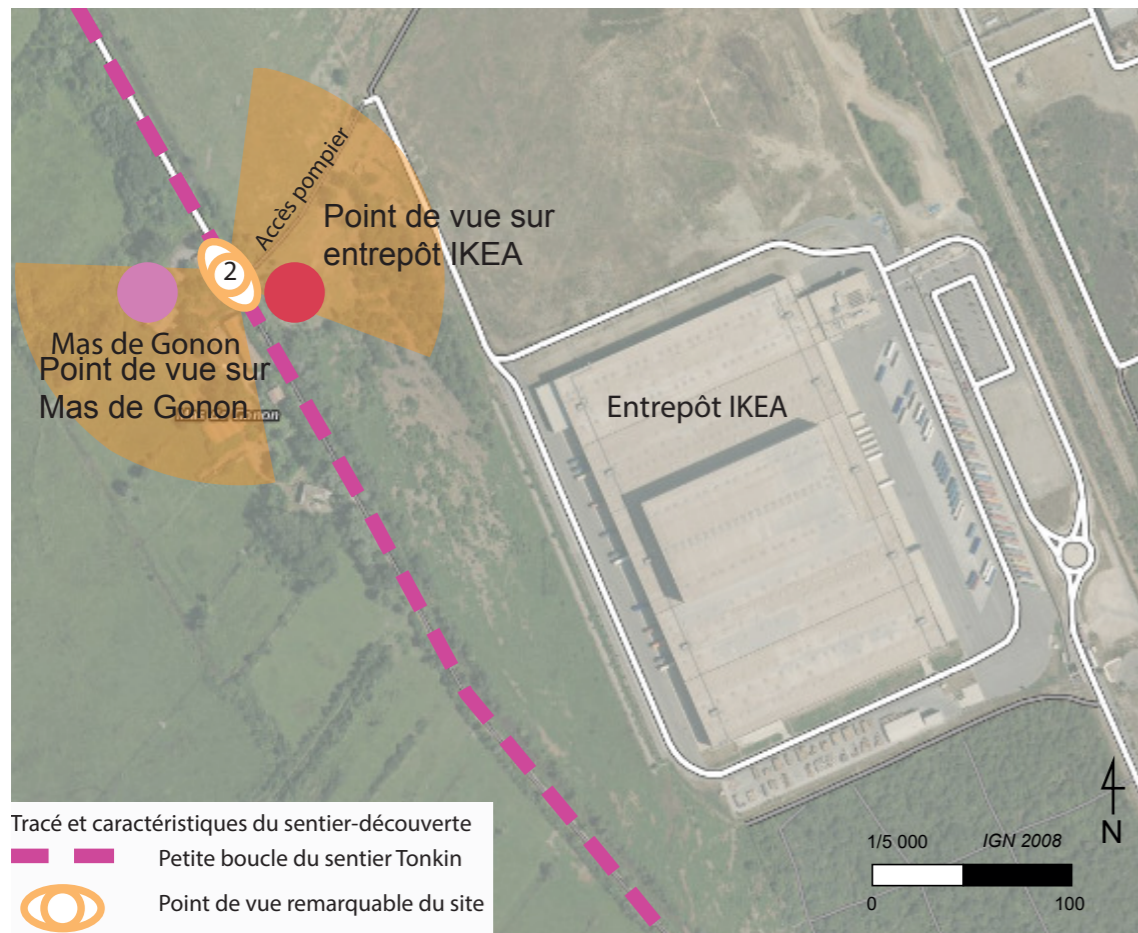 Accès pompier
Point de vue sur
entrepôt IKEA
2
Mas de Gonon
Point de vue sur
Mas de Gonon
Entrepôt IKEA
Tracé et caractéristiques du sentier-découverte
Petite boucle du sentier Tonkin
Point de vue remarquable du site
1/5 000
IGN 2008
N
0
100